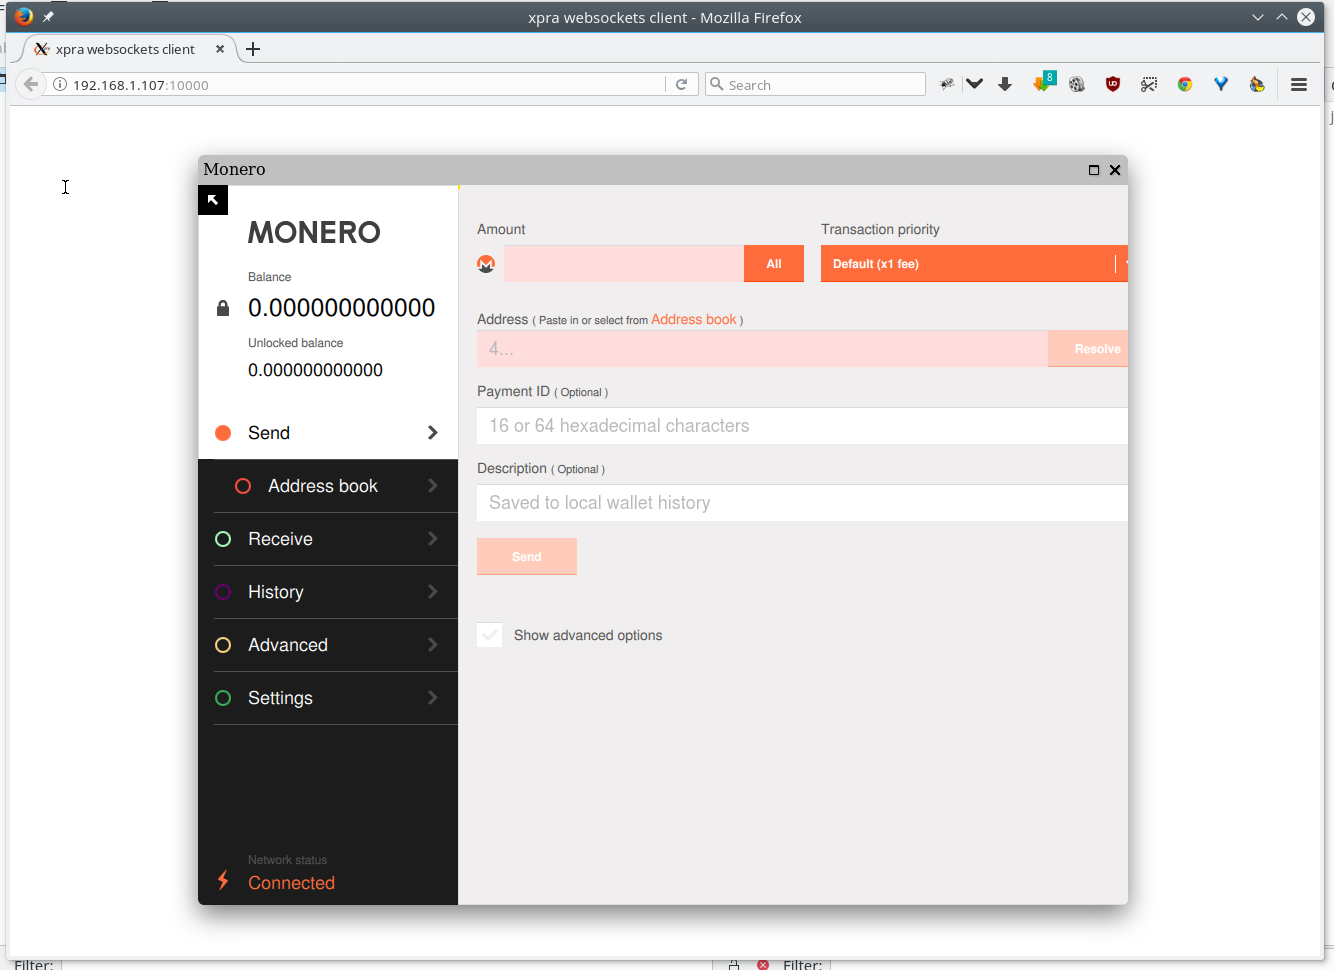 xpra websockets client - Mozilla Firefox
xpra websockets client
192.168.1.107:10000
Search
8
Monero
MONERO
Balance
0.000000000000
Unlocked balance
0.000000000000
Send
Address book
Receive
History
Advanced
Settings
Network status
Connected
Amount
All
Transaction priority
Default (x1 fee)
Address ( Paste in or select from Address book )
4...
Resolve
Payment ID ( Optional )
16 or 64 hexadecimal characters
Description ( Optional )
Saved to local wallet history
Send
Show advanced options
Filter:
Filter: